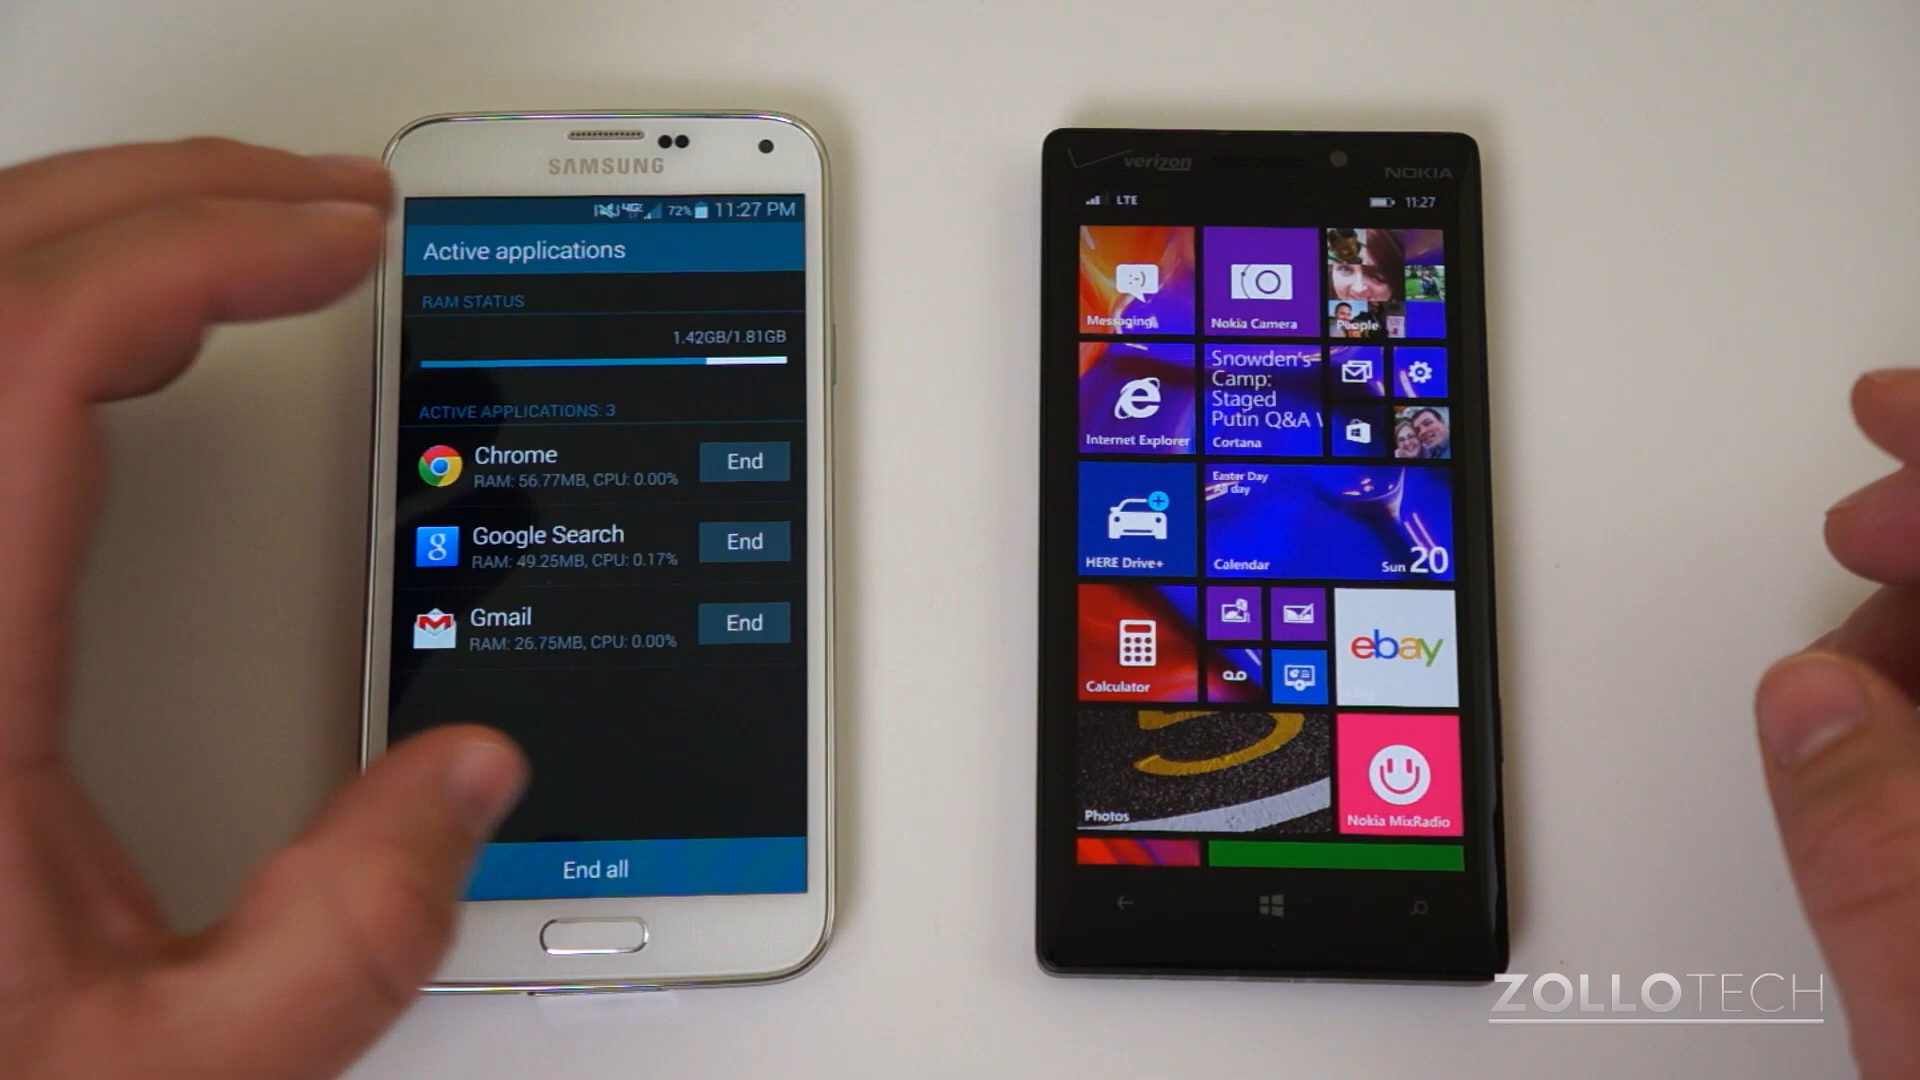 SAMSUNG
4G
72%
11:27 PM
Active applications
RAM STATUS
1.42GB/1.81GB
ACTIVE APPLICATIONS: 3
Chrome
RAM: 56.77MB, CPU: 0.00%
End
Google Search
RAM: 49.25MB, CPU: 0.17%
End
Gmail
RAM: 26.75MB, CPU: 0.00%
End
End all
verizon
NOKIA
LTE
11:27
Messaging
Nokia Camera
People
Internet Explorer
Snowden's
Camp:
Staged
Putin Q&A
Cortana
HERE Drive+
Easter Day
All day
Calendar
Sun 20
Calculator
ebay
Photos
Nokia MixRadio
ZOLLOTECH